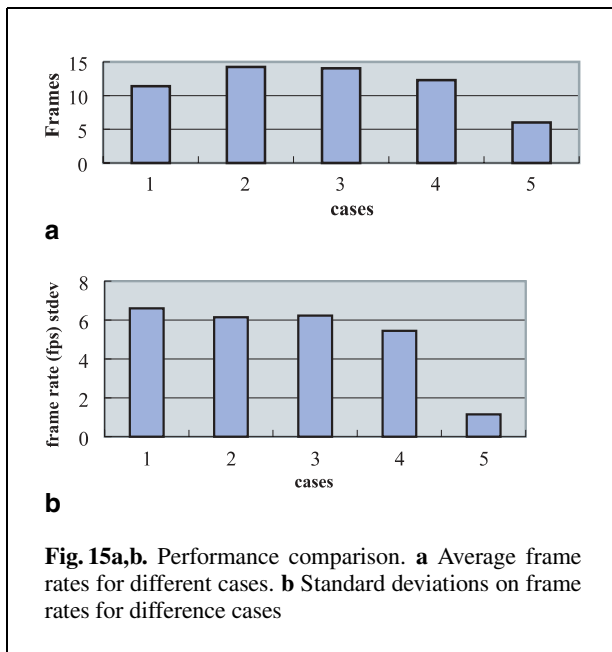 15
10
5
0
Frames
1 2 3 4 5
cases
a
8
6
4
2
0
frame rate (fps) stdev
1 2 3 4 5
cases
b
Fig. 15a,b. Performance comparison. a Average frame
rates for different cases. b Standard deviations on frame
rates for difference cases